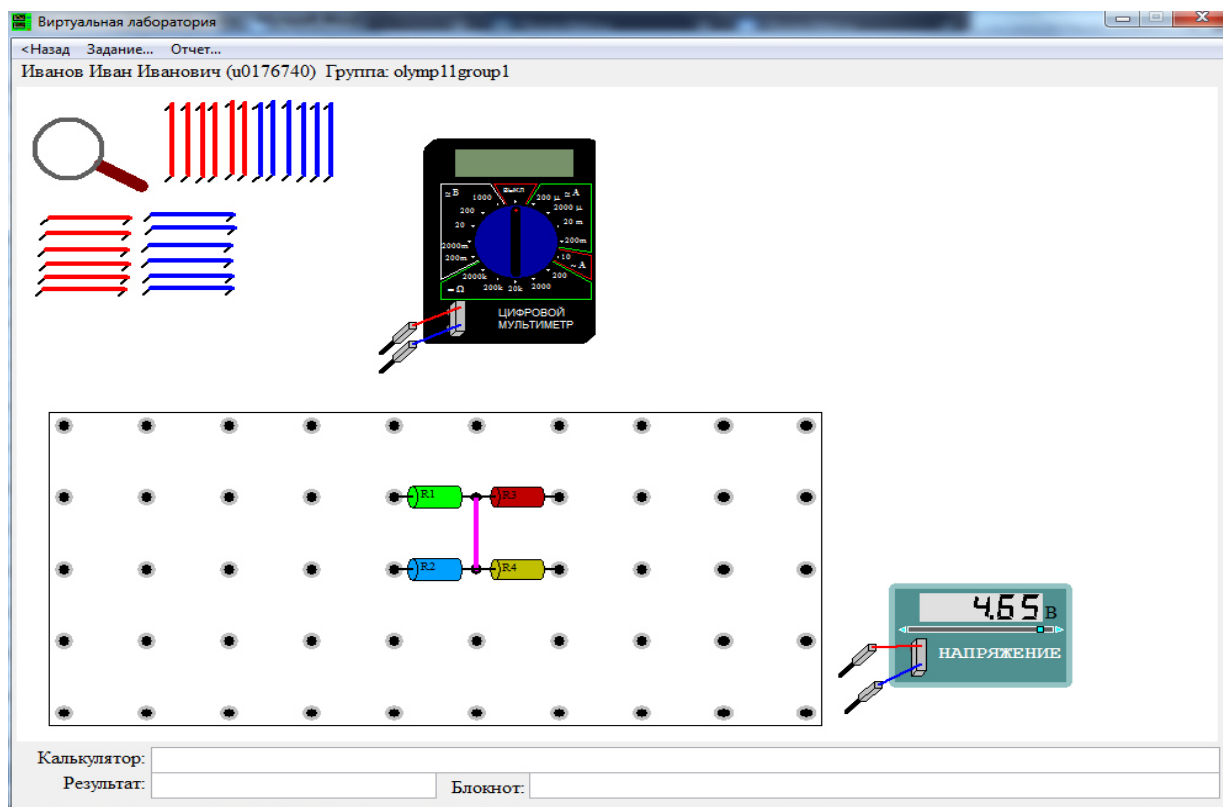 Виртуальная лаборатория
<Назад Задание... Отчет...
Иванов Иван Иванович (u0176740) Группа: olymp11group1
≃В 1000 выкл 200 μ ≃А
200 2000 μ
20 20 m
2000m 200m
200m 10
~А
2000k 200
=Ω 200k 20k 2000
ЦИФРОВОЙ
МУЛЬТИМЕТР
R1 R3
R2 R4
4.65 В
НАПРЯЖЕНИЕ
Калькулятор:
Результат: Блокнот: